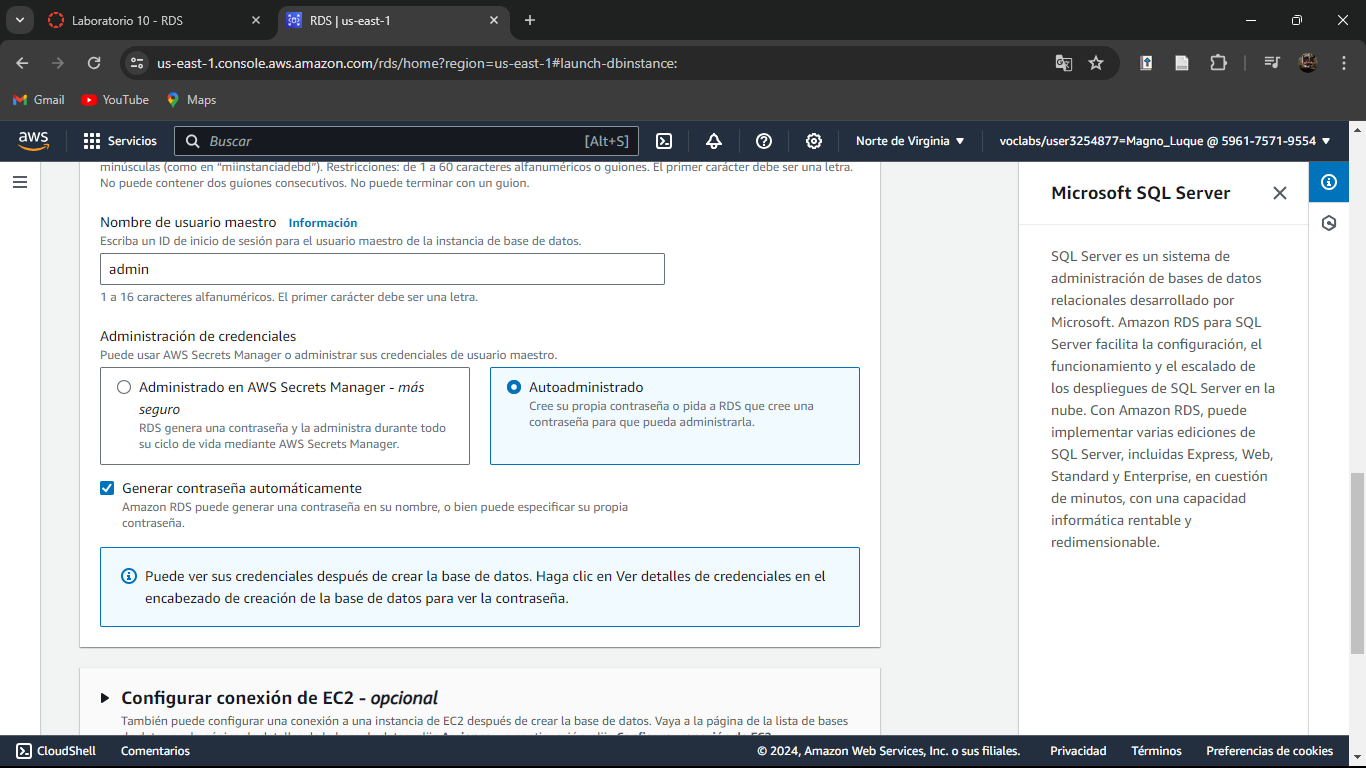 Laboratorio 10 - RDS
RDS | us-east-1
us-east-1.console.aws.amazon.com/rds/home?region=us-east-1#launch-dbinstance:
Gmail
YouTube
Maps
aws
Servicios
Buscar
[Alt+S]
Norte de Virginia
voclabs/user3254877=Magno_Luque @ 5961-7571-9554
minúsculas (como en "miinstanciadebd"). Restricciones: de 1 a 60 caracteres alfanuméricos o guiones. El primer carácter debe ser una letra.
No puede contener dos guiones consecutivos. No puede terminar con un guion.
Nombre de usuario maestro Información
Escriba un ID de inicio de sesión para el usuario maestro de la instancia de base de datos.
admin
1 a 16 caracteres alfanuméricos. El primer carácter debe ser una letra.
Administración de credenciales
Puede usar AWS Secrets Manager o administrar sus credenciales de usuario maestro.
Administrado en AWS Secrets Manager - más
seguro
RDS genera una contraseña y la administra durante todo
su ciclo de vida mediante AWS Secrets Manager.
Autoadministrado
Cree su propia contraseña o pida a RDS que cree una
contraseña para que pueda administrarla.
Generar contraseña automáticamente
Amazon RDS puede generar una contraseña en su nombre, o bien puede especificar su propia
contraseña.
Puede ver sus credenciales después de crear la base de datos. Haga clic en Ver detalles de credenciales en el
encabezado de creación de la base de datos para ver la contraseña.
Configurar conexión de EC2 - opcional
También puede configurar una conexión a una instancia de EC2 después de crear la base de datos. Vaya a la página de la lista de bases
Microsoft SQL Server
SQL Server es un sistema de
administración de bases de datos
relacionales desarrollado por
Microsoft. Amazon RDS para SQL
Server facilita la configuración, el
funcionamiento y el escalado de
los despliegues de SQL Server en la
nube. Con Amazon RDS, puede
implementar varias ediciones de
SQL Server, incluidas Express, Web,
Standard y Enterprise, en cuestión
de minutos, con una capacidad
informática rentable y
redimensionable.
CloudShell
Comentarios
© 2024, Amazon Web Services, Inc. o sus filiales.
Privacidad
Términos
Preferencias de cookies